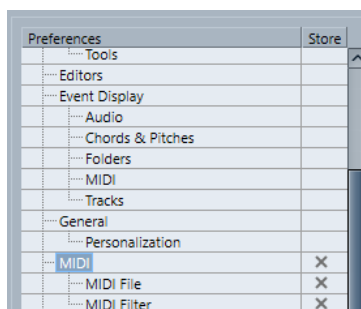 Preferences Store
Tools
Editors
Event Display
Audio
Chords & Pitches
Folders
MIDI
Tracks
General
Personalization
MIDI
MIDI File
MIDI Filter